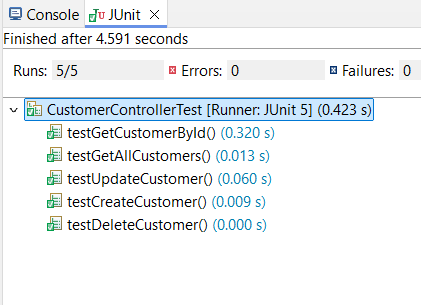 Console JUnit
Finished after 4.591 seconds
Runs: 5/5 Errors: 0 Failures: 0
CustomerControllerTest [Runner: JUnit 5] (0.423 s)
testGetCustomerById() (0.320 s)
testGetAllCustomers() (0.013 s)
testUpdateCustomer() (0.060 s)
testCreateCustomer() (0.009 s)
testDeleteCustomer() (0.000 s)